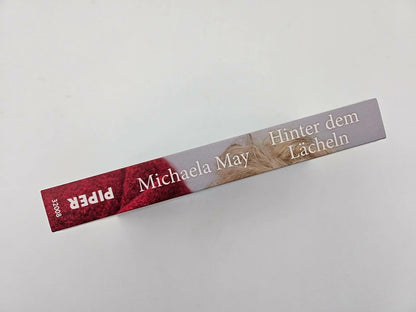 Michaela May
Hinter dem
Lächeln
PIPER